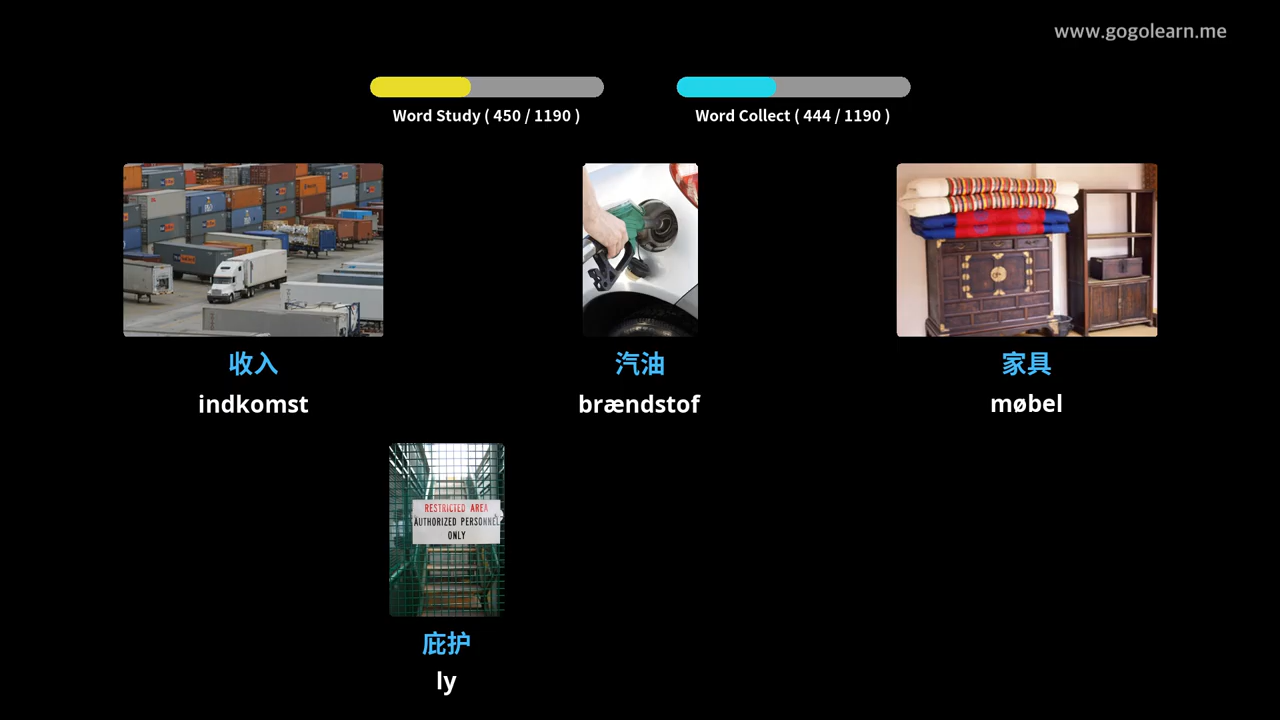 www.gogolearn.me
Word Study ( 450 / 1190 )
Word Collect ( 444 / 1190 )
收入
indkomst
汽油
brændstof
家具
møbel
RESTRICTED AREA
AUTHORIZED PERSONNEL
ONLY
庇护
ly